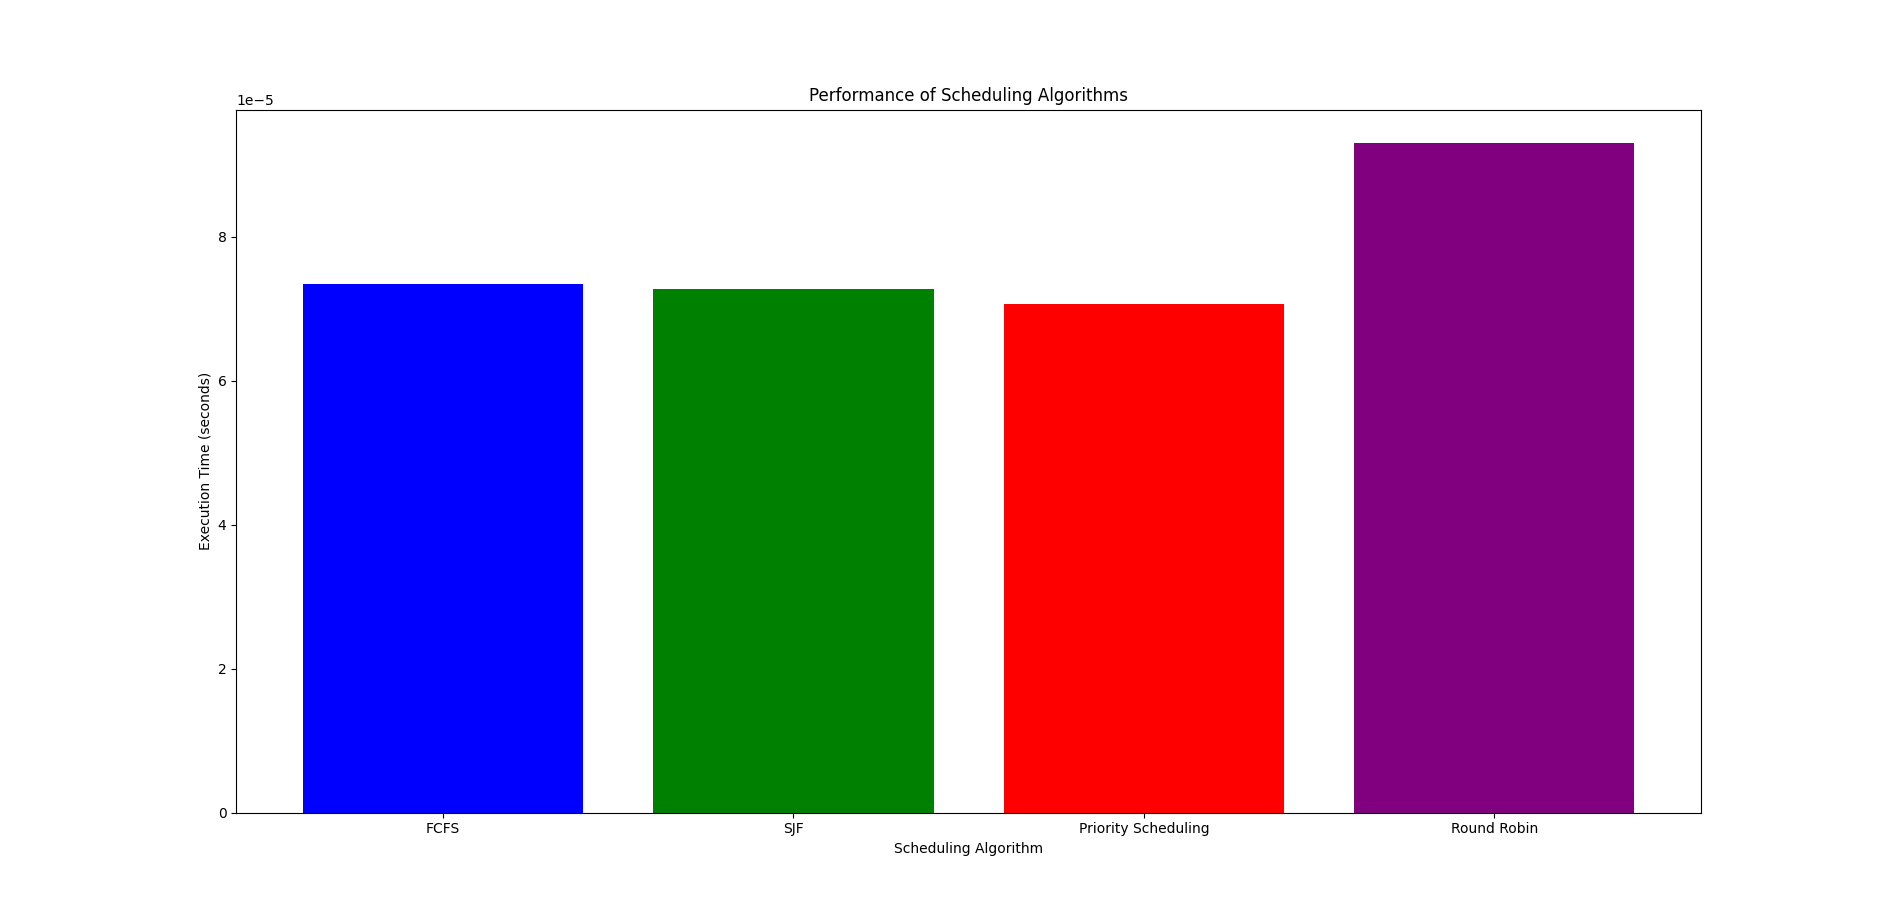 Performance of Scheduling Algorithms
1e−5
8
6
4
2
0
Execution Time (seconds)
FCFS
SJF
Priority Scheduling
Round Robin
Scheduling Algorithm